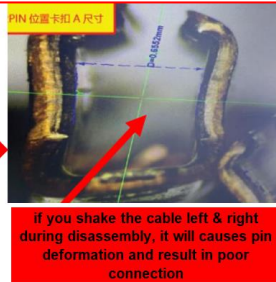 PIN 位置卡扣 A 尺寸
D=0.6552mm
if you shake the cable left & right
during disassembly, it will causes pin
deformation and result in poor
connection